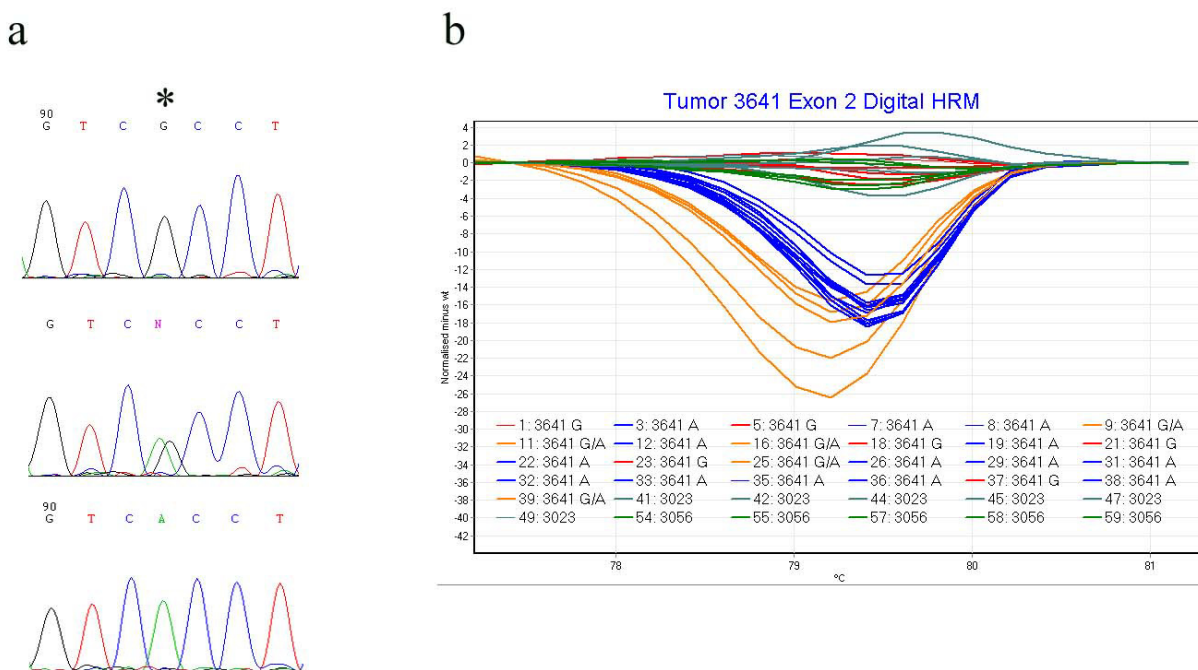 a
*
90
G T C G C C T
G T C N C C T
90
G T C A C C T
b
Tumor 3641 Exon 2 Digital HRM
Normalised minus wt
4
2
0
-2
-4
-6
-8
-10
-12
-14
-16
-18
-20
-22
-24
-26
-28
-30
-32
-34
-36
-38
-40
-42
1: 3641 G 3: 3641 A 5: 3641 G 7: 3641 A 8: 3641 A 9: 3641 G/A
11: 3641 G/A 12: 3641 A 16: 3641 G/A 18: 3641 G 19: 3641 A 21: 3641 G
22: 3641 A 23: 3641 G 25: 3641 G/A 26: 3641 A 29: 3641 A 31: 3641 A
32: 3641 A 33: 3641 A 35: 3641 A 36: 3641 A 37: 3641 G 38: 3641 A
39: 3641 G/A 41: 3023 42: 3023 44: 3023 45: 3023 47: 3023
49: 3023 54: 3056 55: 3056 57: 3056 58: 3056 59: 3056
78 79 80 81
°C